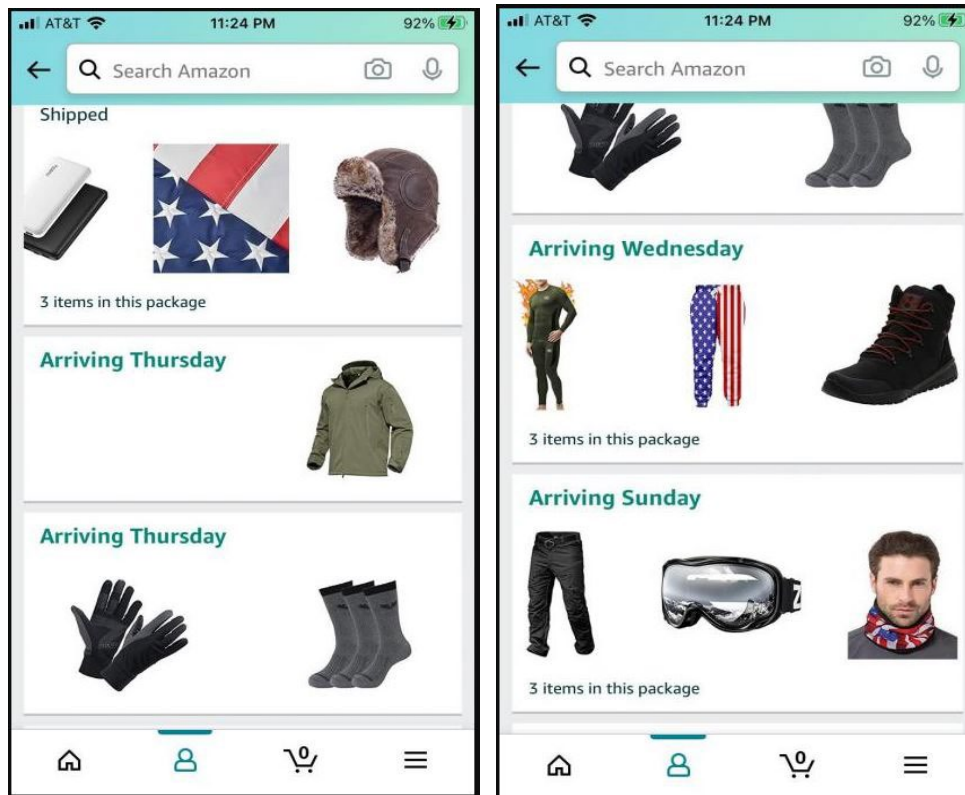 AT&T
11:24 PM
92%
Search Amazon
Shipped
3 items in this package
Arriving Thursday
Arriving Thursday
0
AT&T
11:24 PM
92%
Search Amazon
Arriving Wednesday
3 items in this package
Arriving Sunday
3 items in this package
0